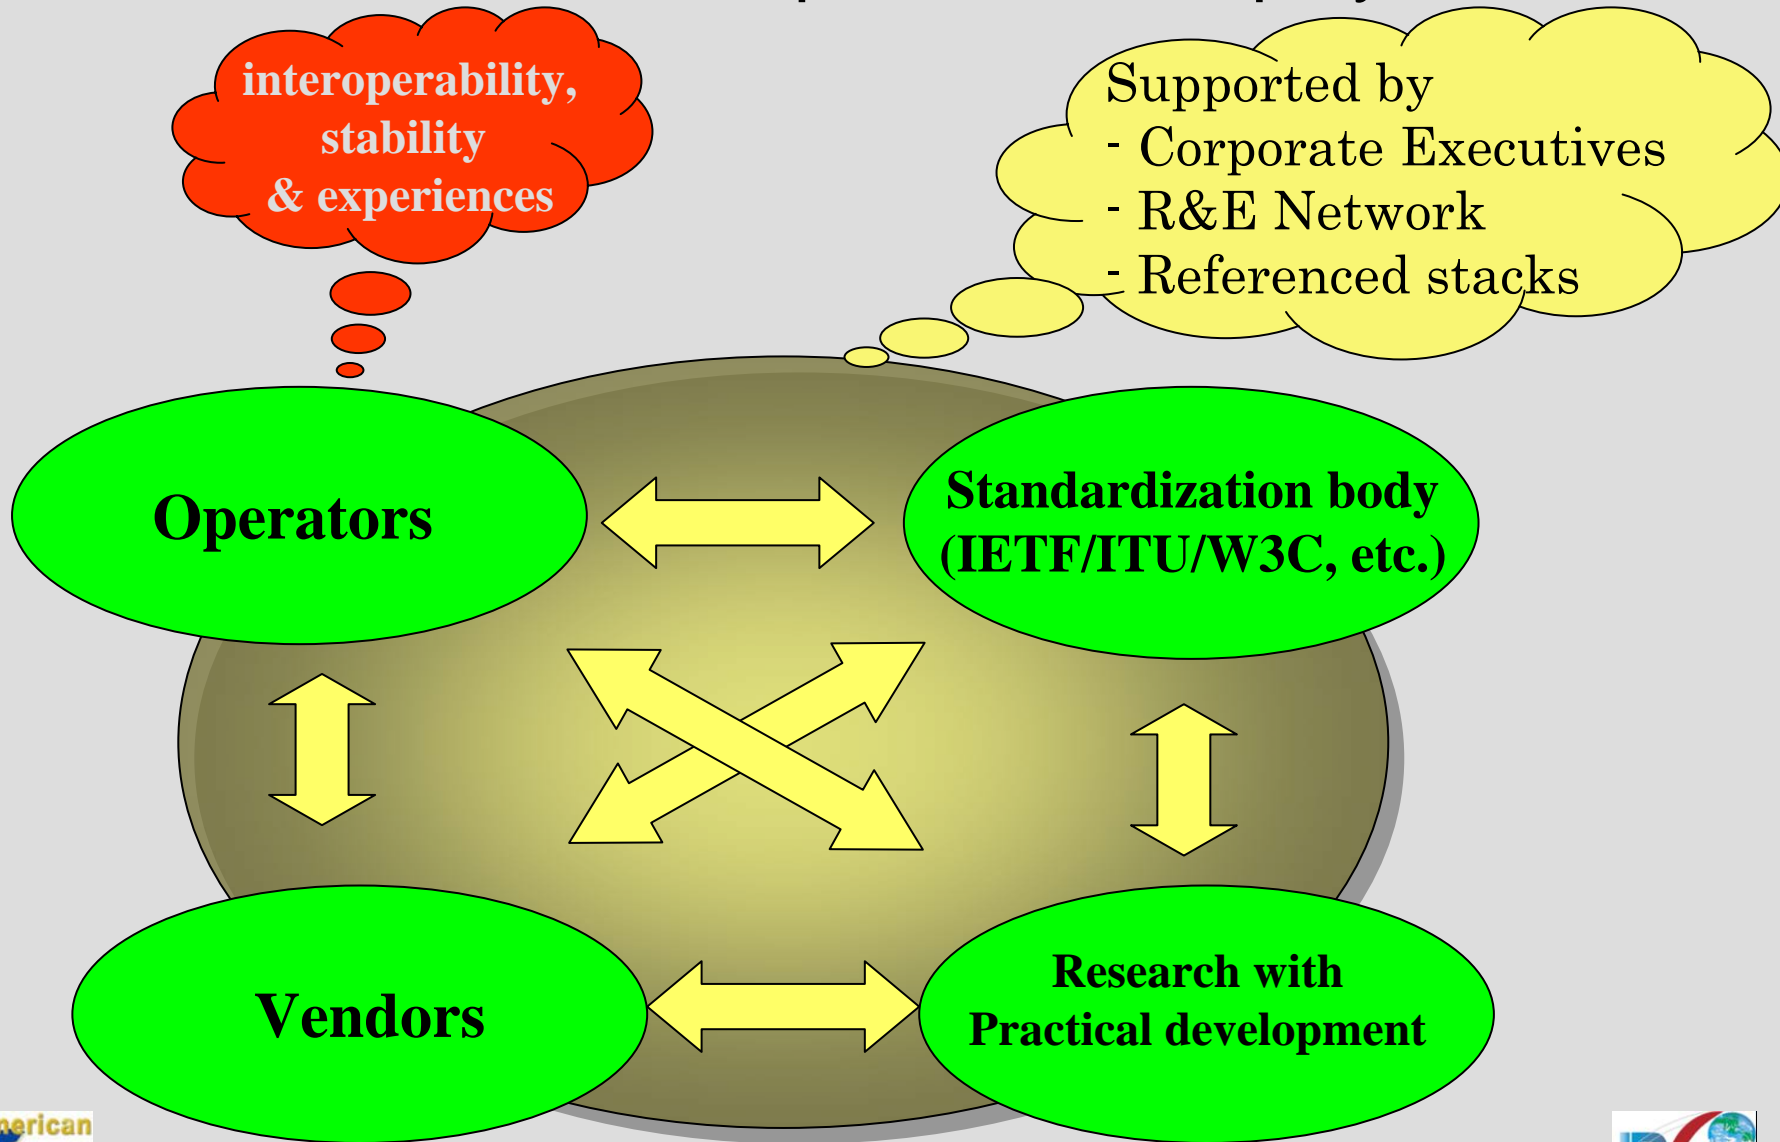 interoperability,
stability
& experiences
Supported by
- Corporate Executives
- R&E Network
- Referenced stacks
Operators
Standardization body
(IETF/ITU/W3C, etc.)
Vendors
Research with
Practical development